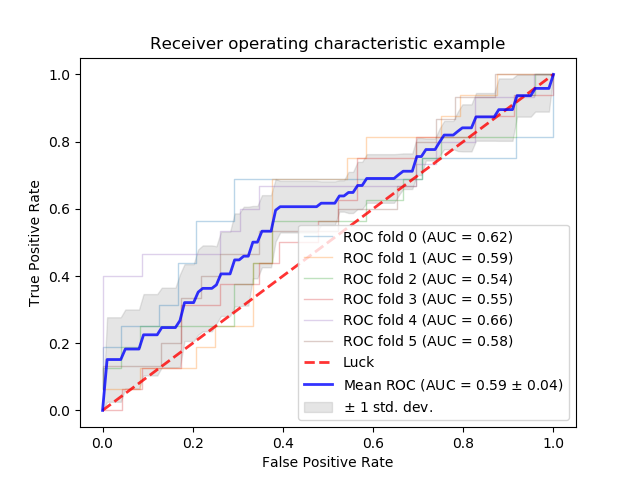 Receiver operating characteristic example
True Positive Rate
1.0
0.8
0.6
0.4
0.2
0.0
ROC fold 0 (AUC = 0.62)
ROC fold 1 (AUC = 0.59)
ROC fold 2 (AUC = 0.54)
ROC fold 3 (AUC = 0.55)
ROC fold 4 (AUC = 0.66)
ROC fold 5 (AUC = 0.58)
Luck
Mean ROC (AUC = 0.59 ± 0.04)
± 1 std. dev.
0.0 0.2 0.4 0.6 0.8 1.0
False Positive Rate